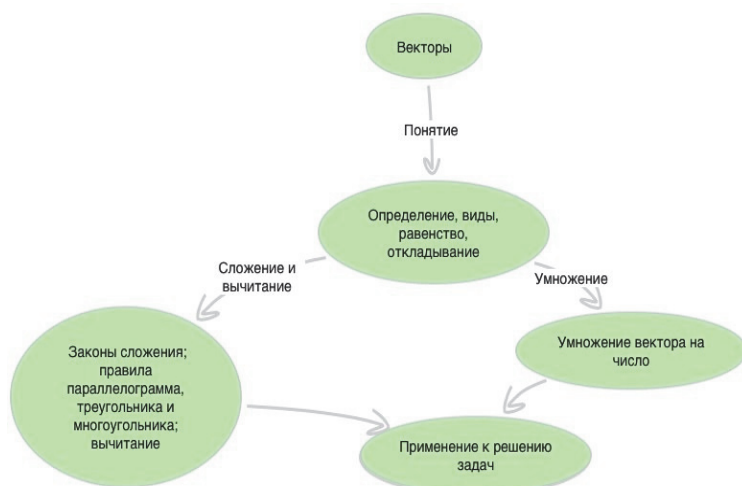 Векторы
Понятие
Определение, виды,
равенство,
откладывание
Сложение и
вычитание
Умножение
Законы сложения;
правила
параллелограмма,
треугольника и
многоугольника;
вычитание
Умножение вектора на
число
Применение к решению
задач